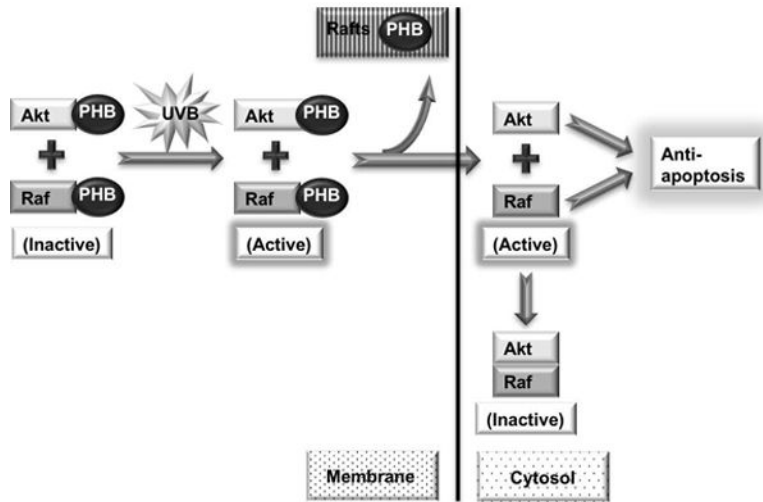 Rafts PHB
Akt PHB
UVB
Akt PHB
Akt
Anti-
apoptosis
Raf PHB
Raf PHB
Raf
(Inactive)
(Active)
(Active)
Akt
Raf
(Inactive)
Membrane
Cytosol